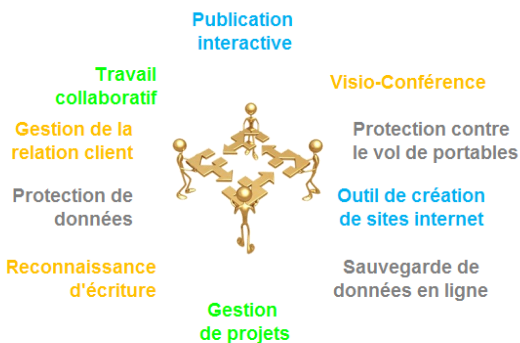 Publication
interactive
Travail
collaboratif
Visio-Conférence
Gestion de la
relation client
Protection contre
le vol de portables
Protection de
données
Outil de création
de sites internet
Reconnaissance
d'écriture
Sauvegarde de
données en ligne
Gestion
de projets